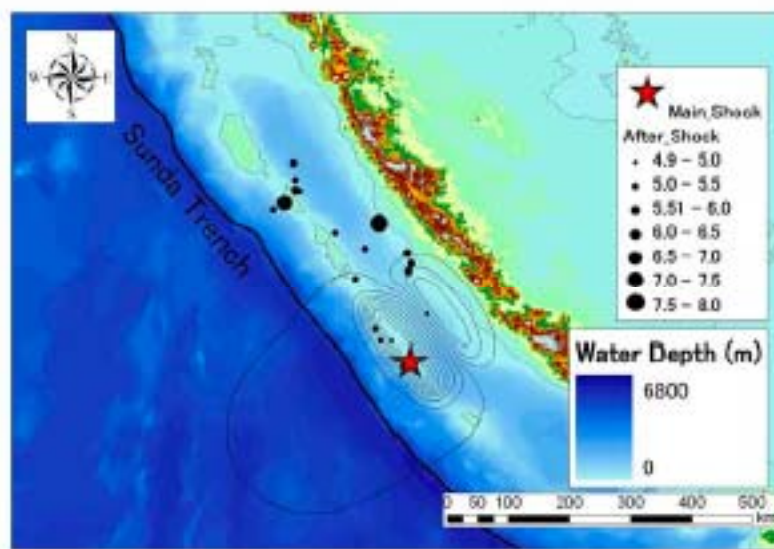 N
W E
S
Sunda Trench
Main_Shock
After_Shock
4.9 - 5.0
5.0 - 5.5
5.51 - 6.0
6.0 - 6.5
6.5 - 7.0
7.0 - 7.5
7.5 - 8.0
Water Depth (m)
6800
0
0 50 100 200 300 400 500
km